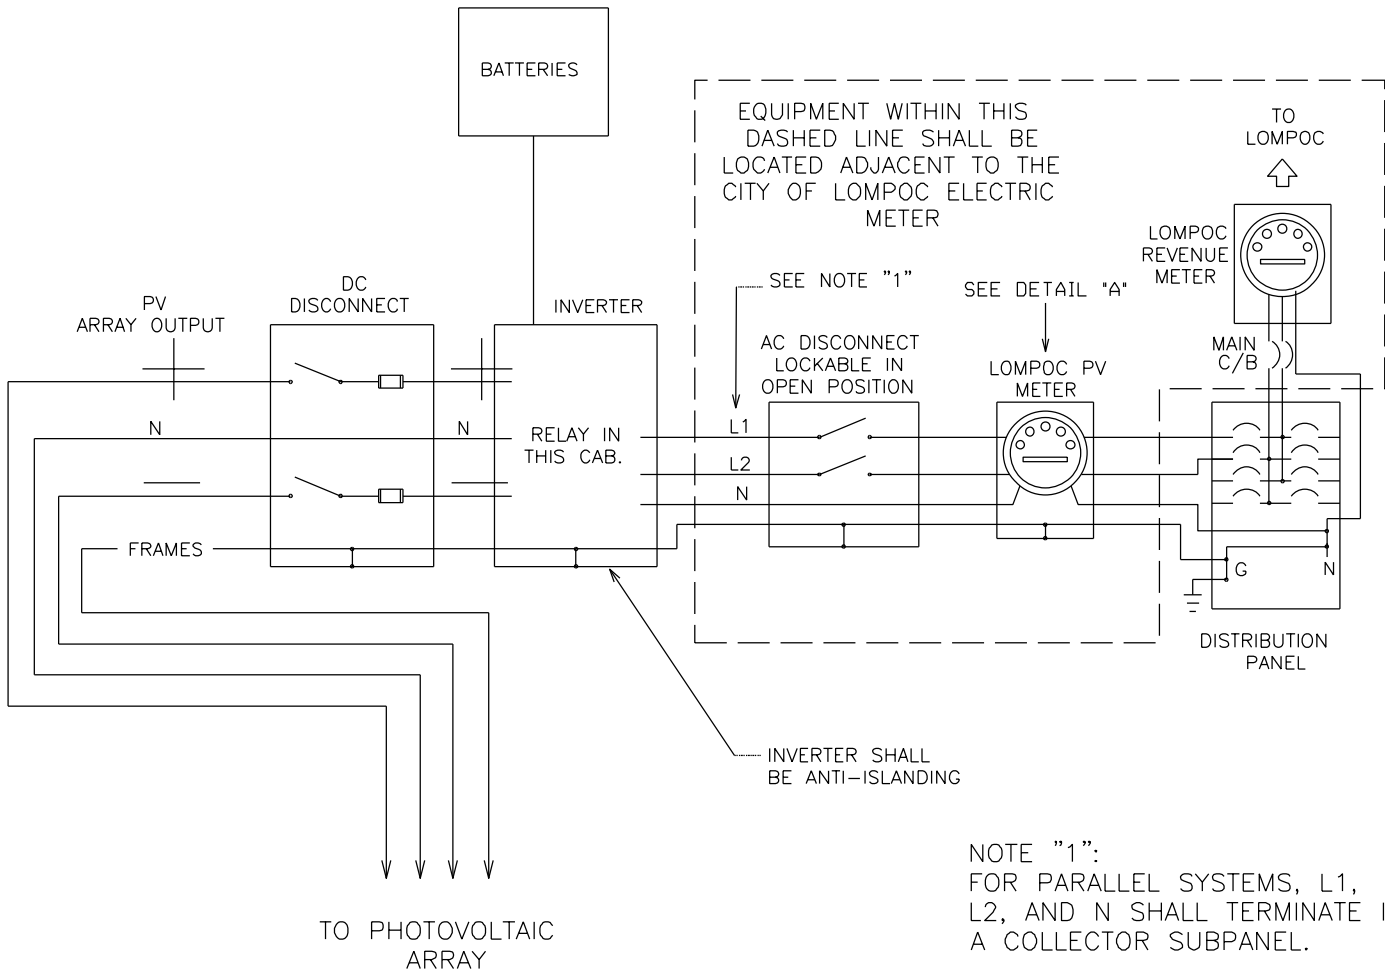 BATTERIES
EQUIPMENT WITHIN THIS
DASHED LINE SHALL BE
LOCATED ADJACENT TO THE
CITY OF LOMPOC ELECTRIC
METER
TO
LOMPOC
LOMPOC
REVENUE
METER
DC
DISCONNECT
PV
ARRAY OUTPUT
INVERTER
SEE NOTE "1"
SEE DETAIL "A"
AC DISCONNECT
LOCKABLE IN
OPEN POSITION
LOMPOC PV
METER
MAIN
C/B
N
N
RELAY IN
THIS CAB.
L1
L2
N
FRAMES
G
N
DISTRIBUTION
PANEL
INVERTER SHALL
BE ANTI-ISLANDING
NOTE "1":
FOR PARALLEL SYSTEMS, L1,
L2, AND N SHALL TERMINATE
A COLLECTOR SUBPANEL.
TO PHOTOVOLTAIC
ARRAY